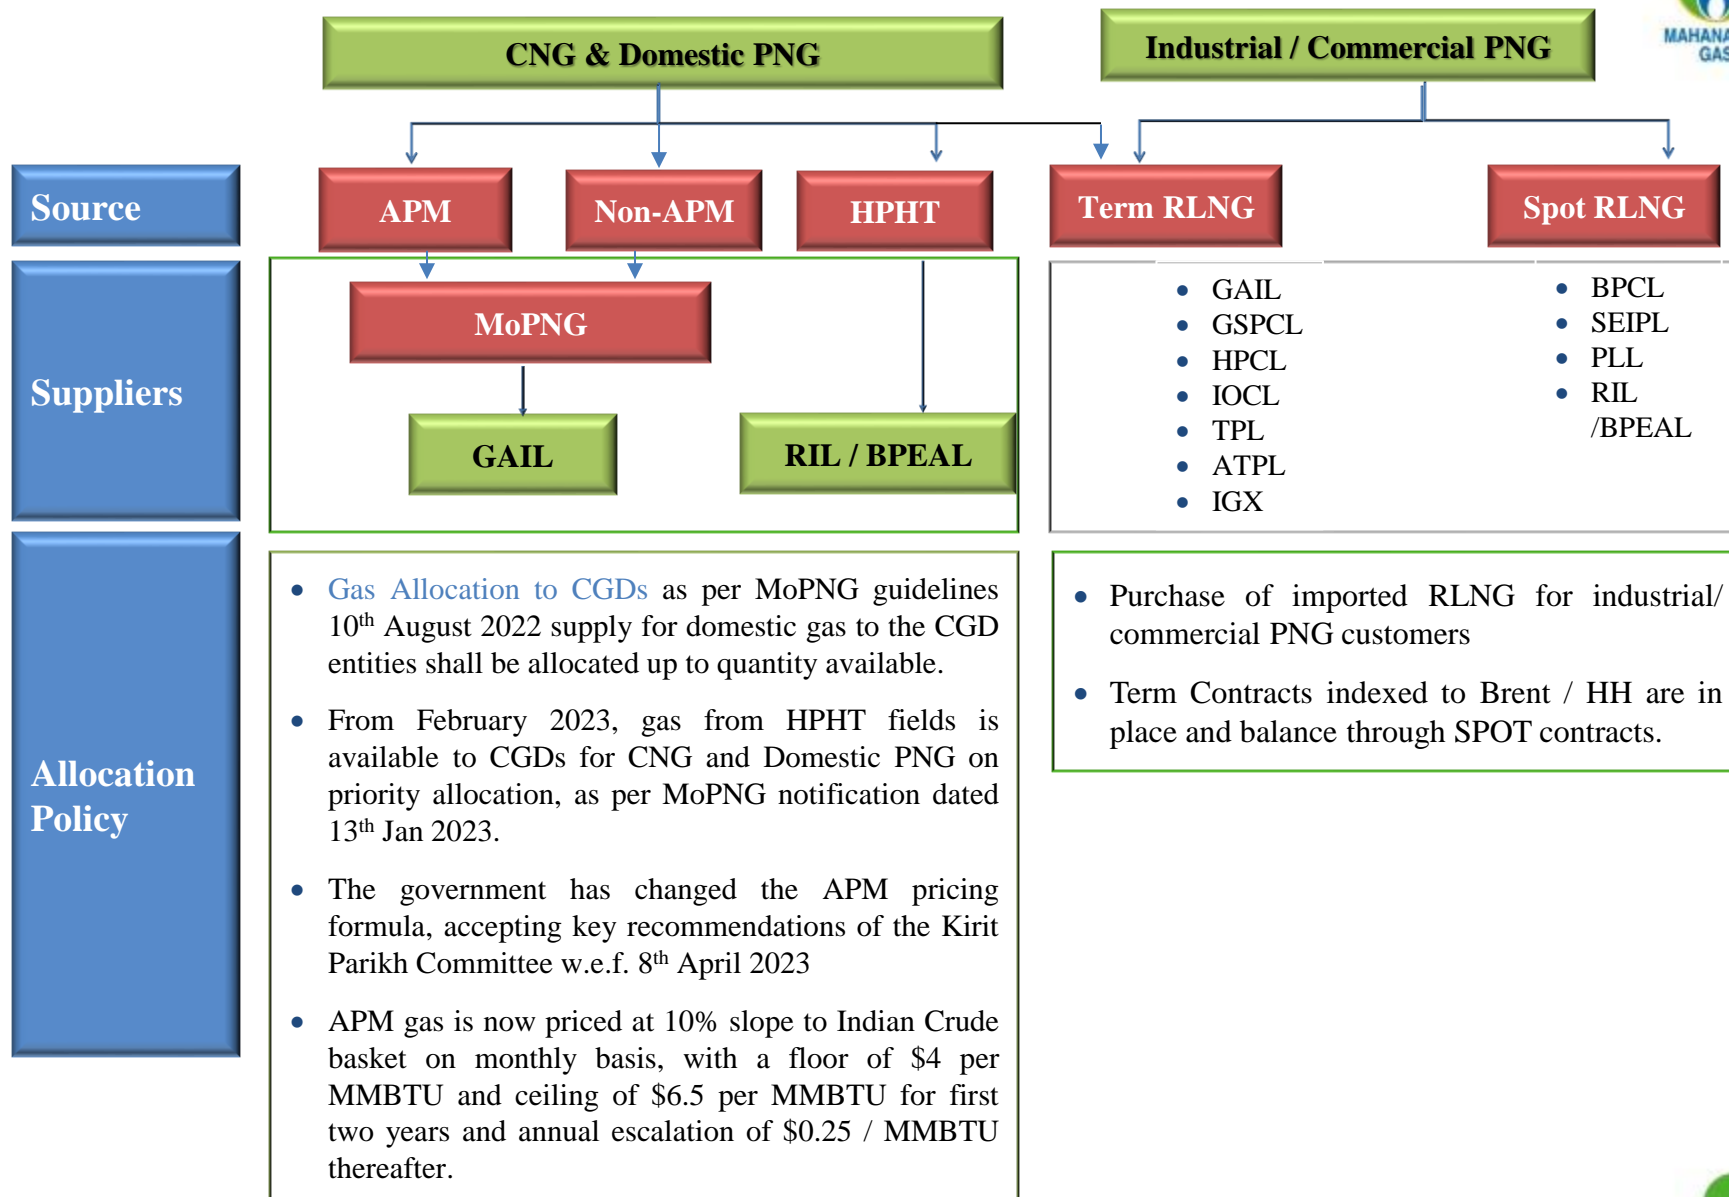 CNG & Domestic PNG
Industrial / Commercial PNG
Source
APM
Non-APM
HPHT
Term RLNG
Spot RLNG
Suppliers
MoPNG
GAIL
RIL / BPEAL
• GAIL
• GSPCL
• HPCL
• IOCL
• TPL
• ATPL
• IGX
• BPCL
• SEIPL
• PLL
• RIL
/BPEAL
Allocation
Policy
• Gas Allocation to CGDs as per MoPNG guidelines
10th August 2022 supply for domestic gas to the CGD
entities shall be allocated up to quantity available.
• From February 2023, gas from HPHT fields is
available to CGDs for CNG and Domestic PNG on
priority allocation, as per MoPNG notification dated
13th Jan 2023.
• The government has changed the APM pricing
formula, accepting key recommendations of the Kirit
Parikh Committee w.e.f. 8th April 2023
• APM gas is now priced at 10% slope to Indian Crude
basket on monthly basis, with a floor of $4 per
MMBTU and ceiling of $6.5 per MMBTU for first
two years and annual escalation of $0.25 / MMBTU
thereafter.
• Purchase of imported RLNG for industrial/
commercial PNG customers
• Term Contracts indexed to Brent / HH are in
place and balance through SPOT contracts.